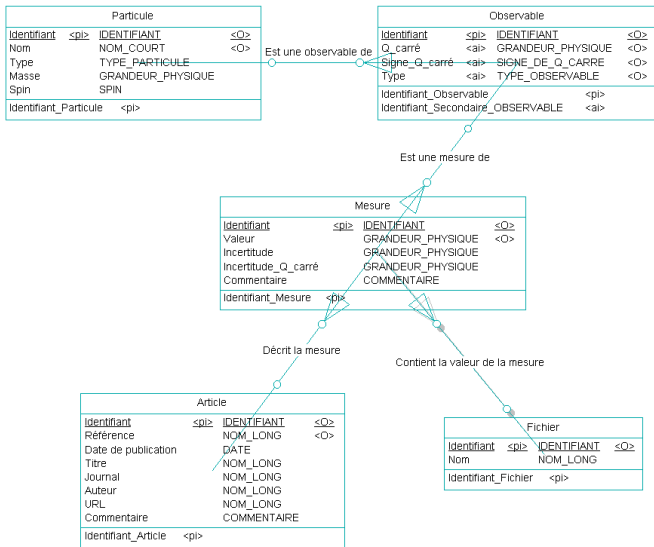 Particule
Identifiant <pi> IDENTIFIANT <O>
Nom NOM_COURT <O>
Type TYPE_PARTICULE
Masse GRANDEUR_PHYSIQUE
Spin SPIN
Identifiant_Particule <pi>
Est une observable de
Observable
Identifiant <pi> IDENTIFIANT <O>
Q_carré <ai> GRANDEUR_PHYSIQUE <O>
Signe_Q_carré <ai> SIGNE_DE_Q_CARRE <O>
Type <ai> TYPE_OBSERVABLE <O>
Identifiant_Observable <pi>
Identifiant_Secondaire_OBSERVABLE <ai>
Est une mesure de
Mesure
Identifiant <pi> IDENTIFIANT <O>
Valeur GRANDEUR_PHYSIQUE <O>
Incertitude GRANDEUR_PHYSIQUE
Incertitude_Q_carré GRANDEUR_PHYSIQUE
Commentaire COMMENTAIRE
Identifiant_Mesure <pi>
Décrit la mesure
Contient la valeur de la mesure
Article
Identifiant <pi> IDENTIFIANT <O>
Référence NOM_LONG <O>
Date de publication DATE
Titre NOM_LONG
Journal NOM_LONG
Auteur NOM_LONG
URL NOM_LONG
Commentaire COMMENTAIRE
Identifiant_Article <pi>
Fichier
Identifiant <pi> IDENTIFIANT <O>
Nom NOM_LONG
Identifiant_Fichier <pi>